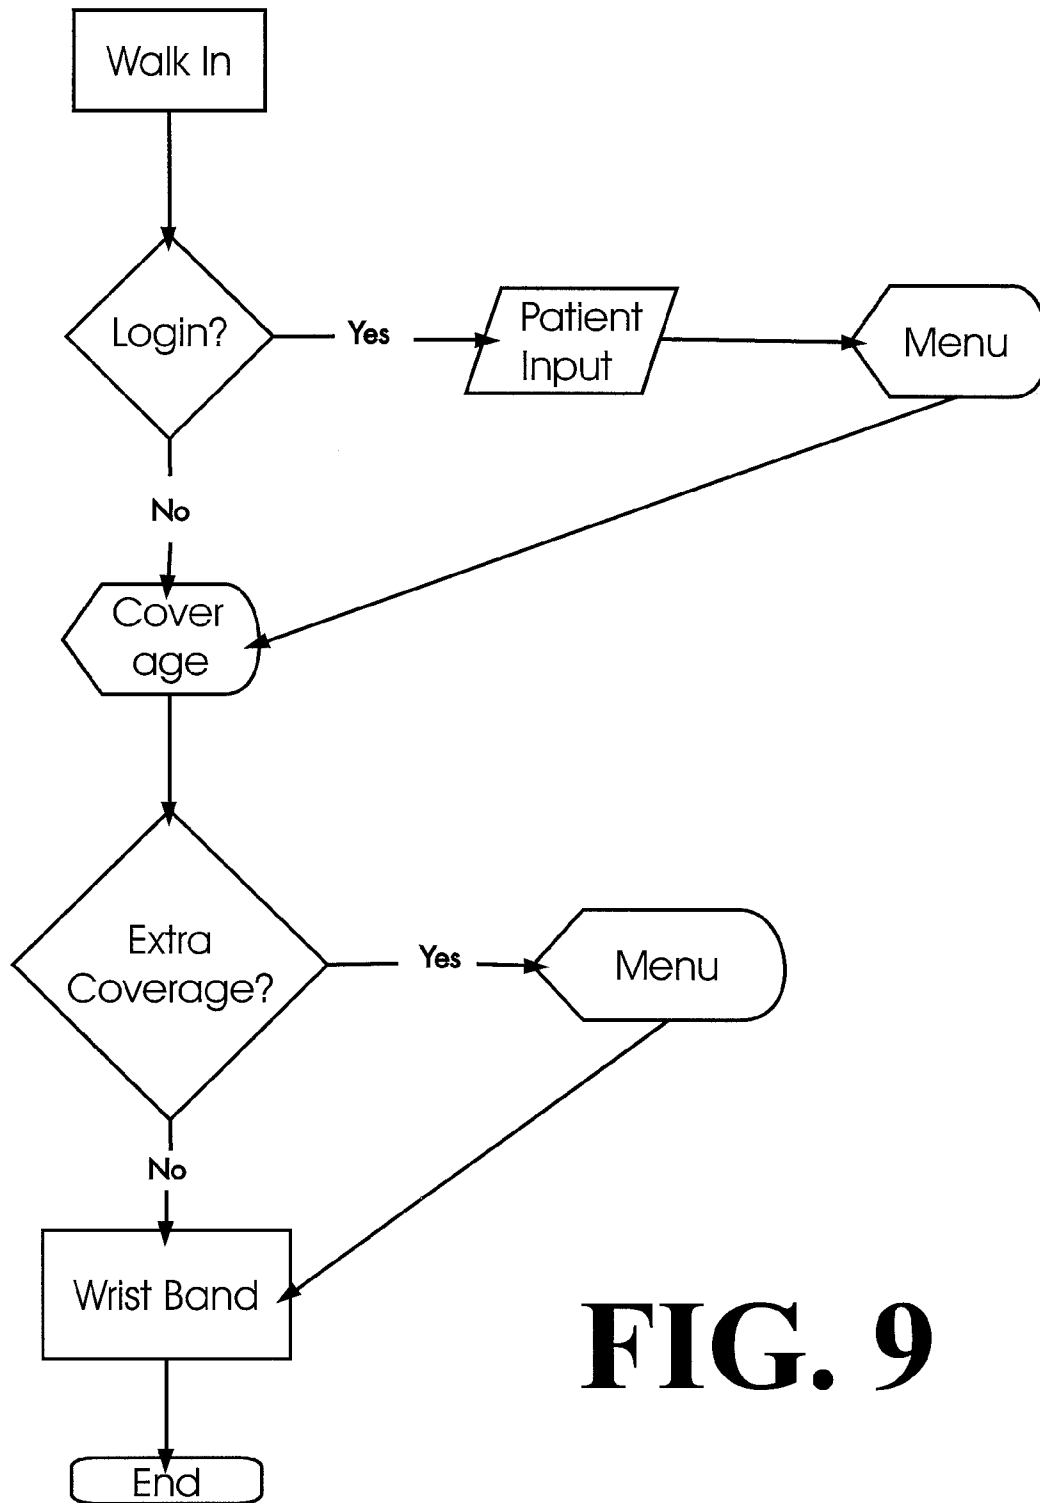 Walk In
Login?
Yes
Patient
Input
Menu
No
Cover
age
Extra
Coverage?
Yes
Menu
No
Wrist Band
FIG. 9
End